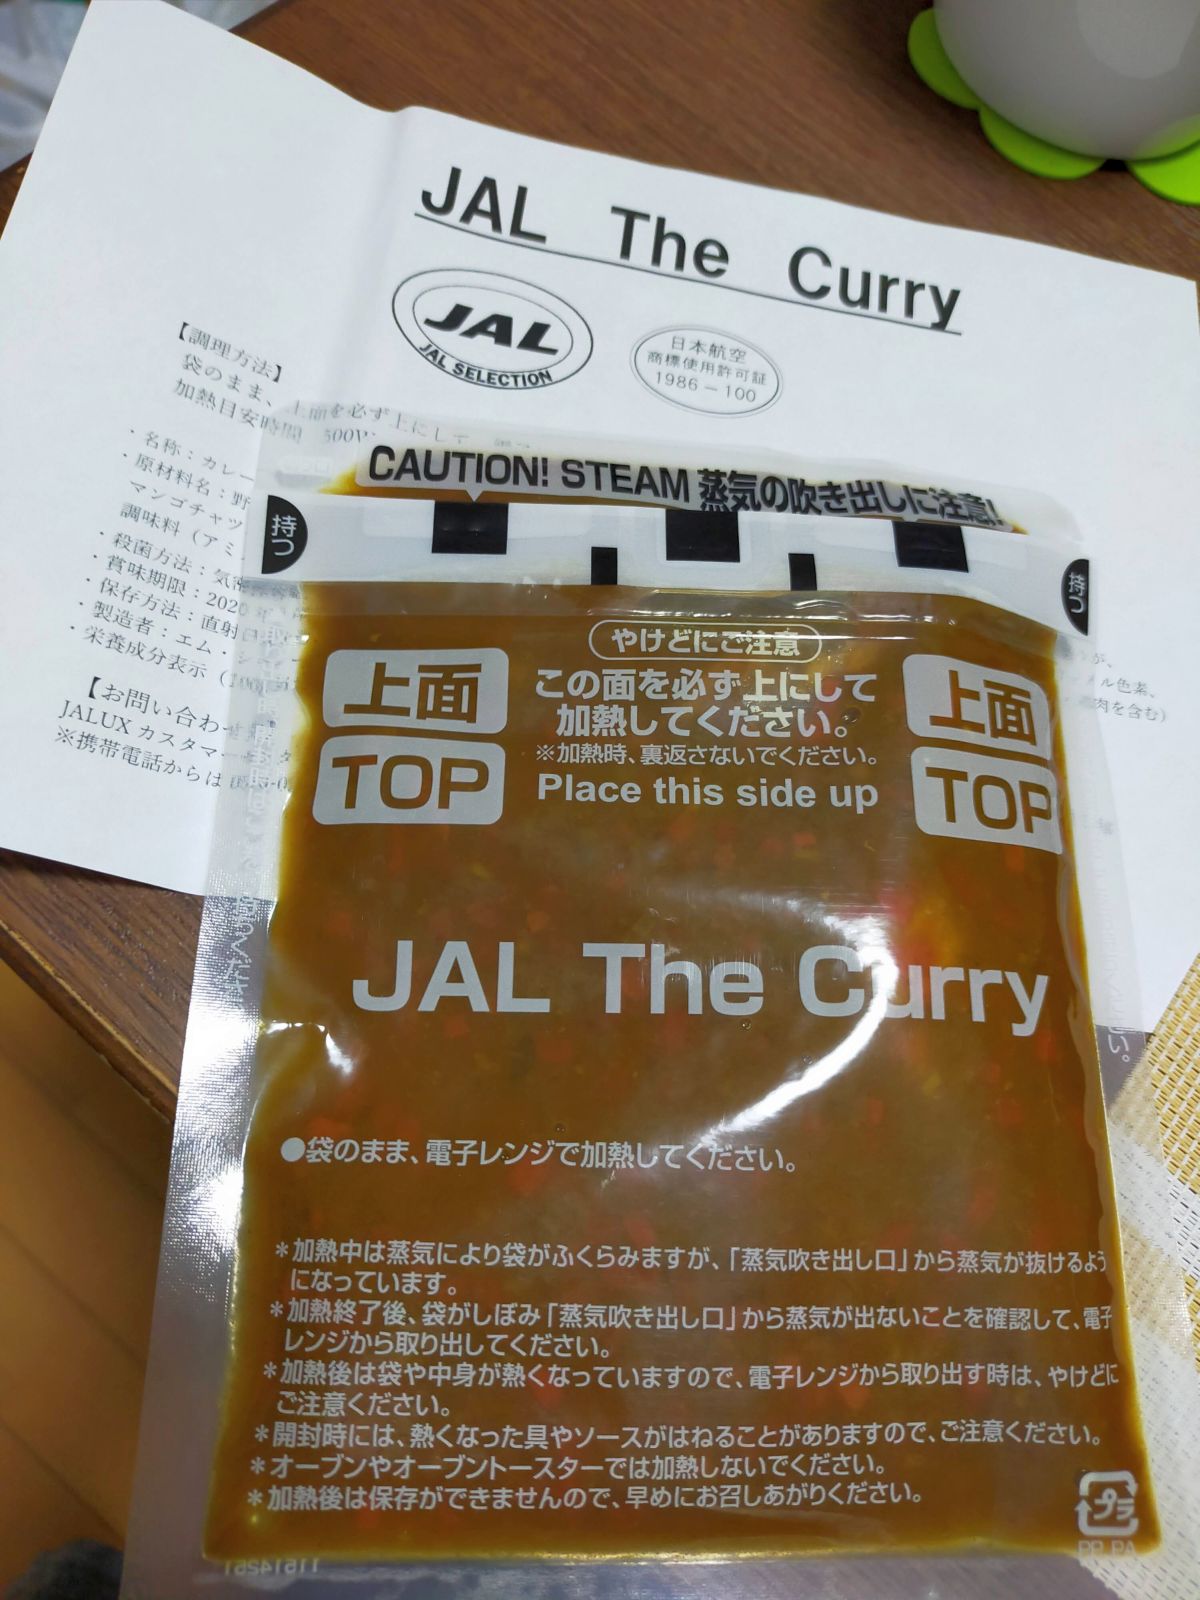 JAL The Curry
JAL
JAL SELECTION
日本航空
商標使用許可証
1986－100
【調理方法】
袋のまま、上面を必ず上にして
加熱目安時間 500W
・名称：カレー
・原材料名：野
マンゴチャツ
調味料（アミ
・殺菌方法：気密
・賞味期限：2020
・保存方法：直射
・製造者：エム・
・栄養成分表示（100g
ル色素、
肉を含む）
【お問い合わせ
JALUX カスタマー
※携帯電話からは
CAUTION! STEAM 蒸気の吹き出しに注意!
持つ
持つ
やけどにご注意
上面
TOP
この面を必ず上にして
加熱してください。
※加熱時、裏返さないでください。
Place this side up
上面
TOP
JAL The Curry
●袋のまま、電子レンジで加熱してください。
＊加熱中は蒸気により袋がふくらみますが、「蒸気吹き出し口」から蒸気が抜けるよう
になっています。
＊加熱終了後、袋がしぼみ「蒸気吹き出し口」から蒸気が出ないことを確認して、電子
レンジから取り出してください。
＊加熱後は袋や中身が熱くなっていますので、電子レンジから取り出す時は、やけどに
ご注意ください。
＊開封時には、熱くなった具やソースがはねることがありますので、ご注意ください。
＊オーブンやオーブントースターでは加熱しないでください。
＊加熱後は保存ができませんので、早めにお召しあがりください。
プラ
PP, PA